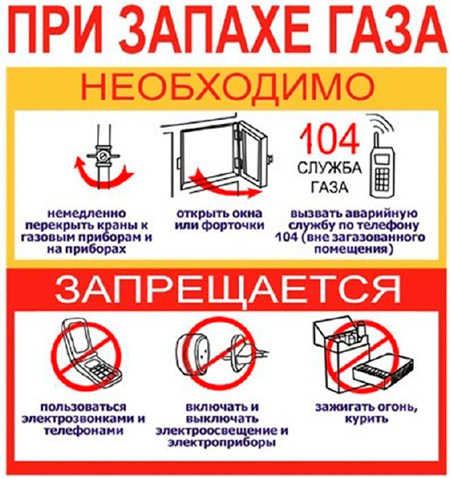 ПРИ ЗАПАХЕ ГАЗА
НЕОБХОДИМО
немедленно
перекрыть краны к
газовым приборам и
на приборах
открыть окна
или форточки
104
СЛУЖБА
ГАЗА
вызвать аварийную
службу по телефону
104 (вне загазованного
помещения)
ЗАПРЕЩАЕТСЯ
пользоваться
электрозвонками и
телефонами
включать и
выключать
электроосвещение и
электроприборы
зажигать огонь,
курить